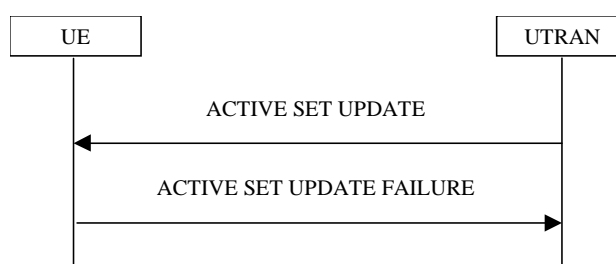 UE
UTRAN
ACTIVE SET UPDATE
ACTIVE SET UPDATE FAILURE